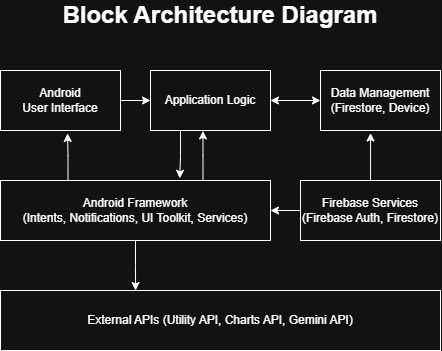 Block Architecture Diagram
Android
User Interface
Application Logic
Data Management
(Firestore, Device)
Android Framework
(Intents, Notifications, UI Toolkit, Services)
Firebase Services
(Firebase Auth, Firestore)
External APIs (Utility API, Charts API, Gemini API)